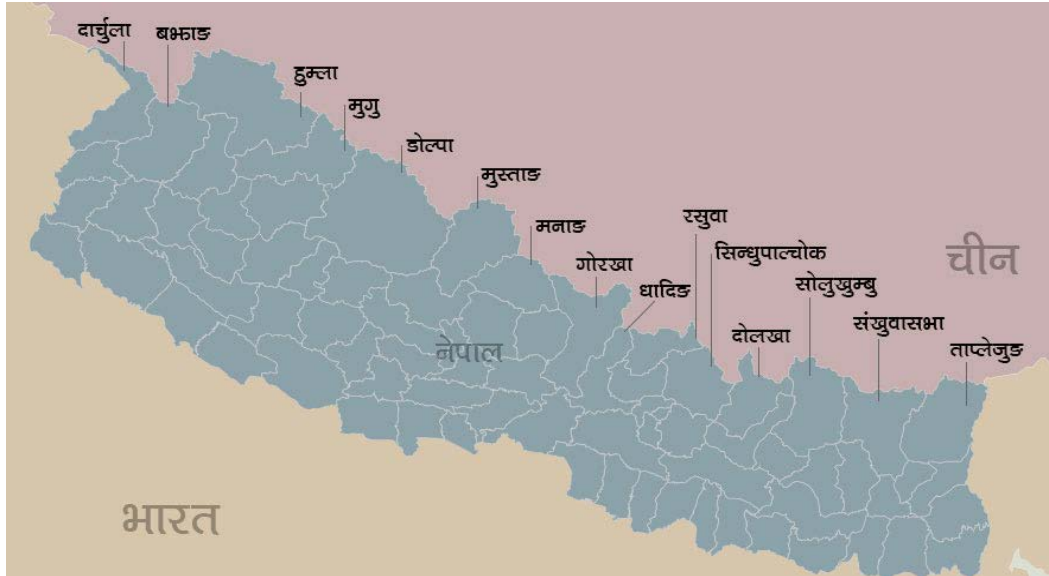 दार्चुला
बझाङ
हुम्ला
मुगु
डोल्पा
मुस्ताङ
मनाङ
गोरखा
धादिङ
रसुवा
सिन्धुपाल्चोक
दोलखा
सोलुखुम्बु
संखुवासभा
ताप्लेजुङ
चीन
नेपाल
भारत